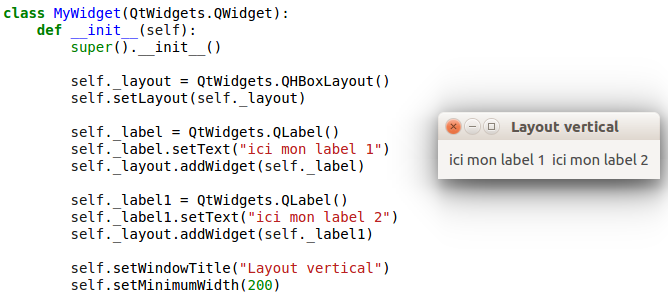 class MyWidget(QtWidgets.QWidget):
    def __init__(self):
        super().__init__()

        self._layout = QtWidgets.QHBoxLayout()
        self.setLayout(self._layout)

        self._label = QtWidgets.QLabel()
        self._label.setText("ici mon label 1")
        self._layout.addWidget(self._label)

        self._label1 = QtWidgets.QLabel()
        self._label1.setText("ici mon label 2")
        self._layout.addWidget(self._label1)

        self.setWindowTitle("Layout vertical")
        self.setMinimumWidth(200)
Layout vertical
ici mon label 1 ici mon label 2